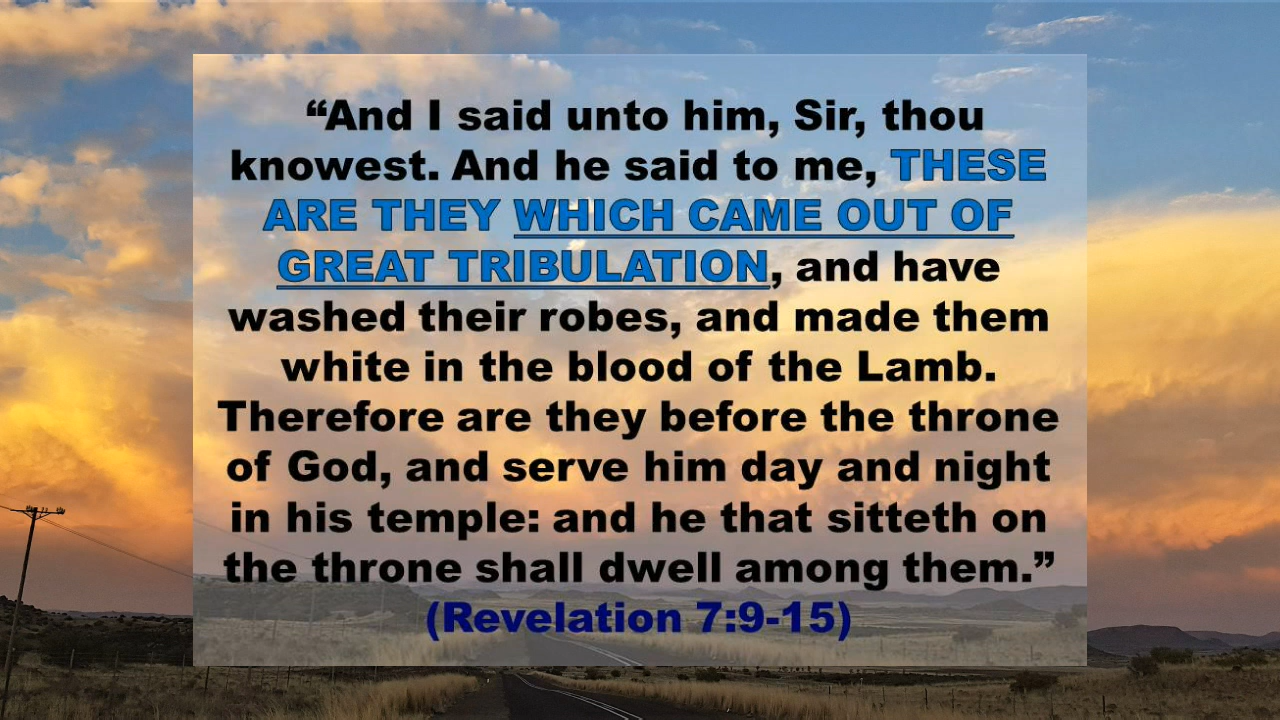 “And I said unto him, Sir, thou
knowest. And he said to me, THESE
ARE THEY WHICH CAME OUT OF
GREAT TRIBULATION, and have
washed their robes, and made them
white in the blood of the Lamb.
Therefore are they before the throne
of God, and serve him day and night
in his temple: and he that sitteth on
the throne shall dwell among them.”
(Revelation 7:9-15)